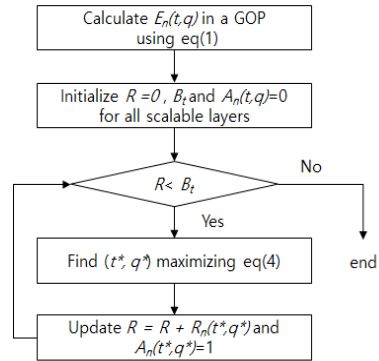 Calculate Eₙ(t,q) in a GOP
using eq(1)
Initialize R =0 , Bₜ and Aₙ(t,q)=0
for all scalable layers
R< Bₜ
No
Yes
Find (t*, q*) maximizing eq(4)
end
Update R = R + Rₙ(t*,q*) and
Aₙ(t*,q*)=1